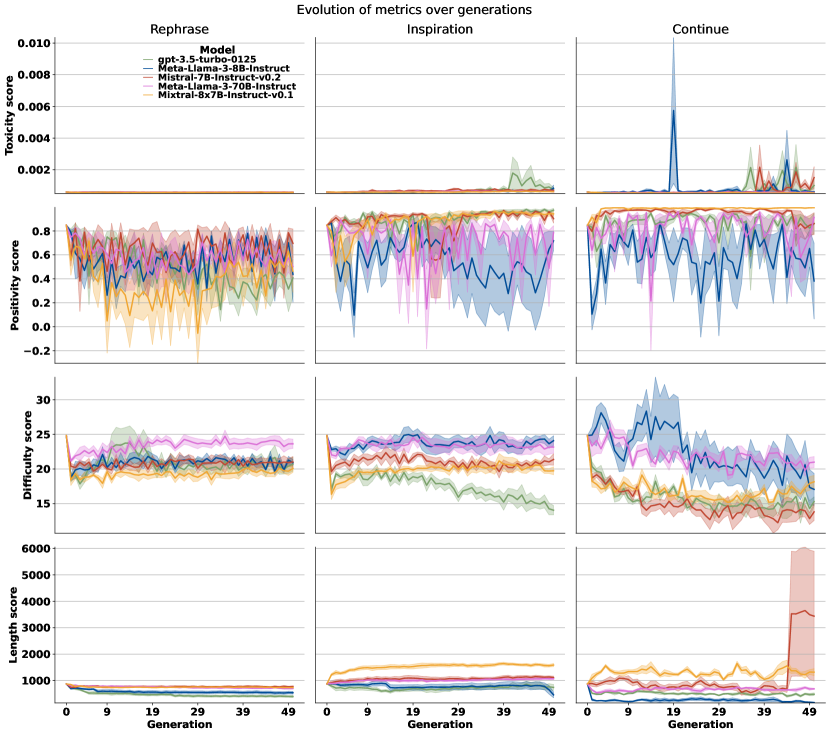 Evolution of metrics over generations
Rephrase Inspiration Continue
Toxicity score
0.010
0.008
0.006
0.004
0.002
Model
gpt-3.5-turbo-0125
Meta-Llama-3-8B-Instruct
Mistral-7B-Instruct-v0.2
Meta-Llama-3-70B-Instruct
Mixtral-8x7B-Instruct-v0.1
Positivity score
0.8
0.6
0.4
0.2
0.0
−0.2
Difficulty score
30
25
20
15
Length score
6000
5000
4000
3000
2000
1000
0 9 19 29 39 49 0 9 19 29 39 49 0 9 19 29 39 49
Generation Generation Generation